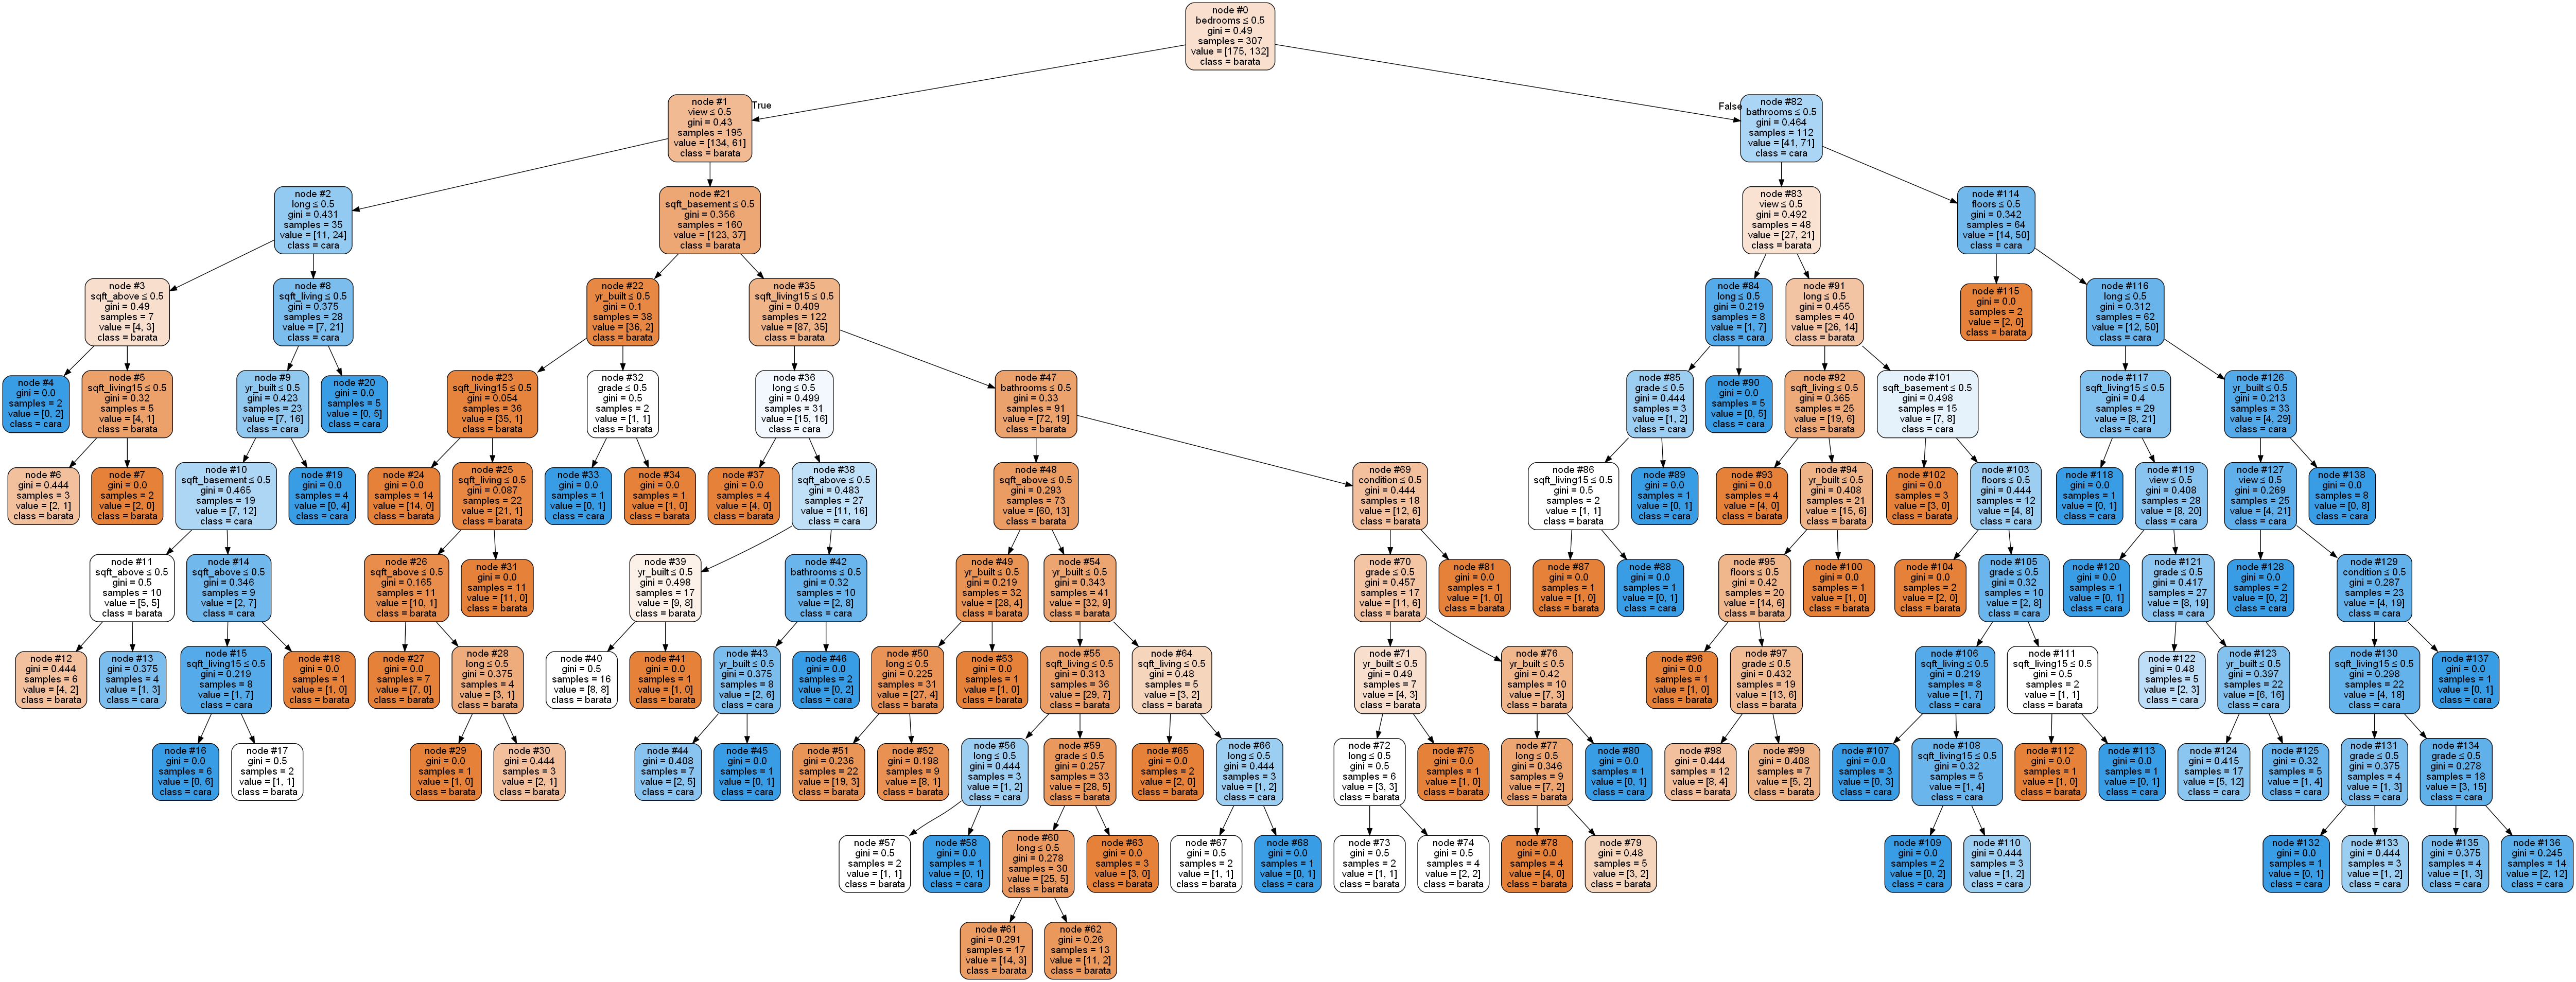 node #0
bedrooms ≤ 0.5
gini = 0.49
samples = 307
value = [175, 132]
class = barata
True
False
node #1
view ≤ 0.5
gini = 0.43
samples = 195
value = [134, 61]
class = barata
node #82
bathrooms ≤ 0.5
gini = 0.464
samples = 112
value = [41, 71]
class = cara
node #2
long ≤ 0.5
gini = 0.431
samples = 35
value = [11, 24]
class = cara
node #21
sqft_basement ≤ 0.5
gini = 0.356
samples = 160
value = [123, 37]
class = barata
node #83
view ≤ 0.5
gini = 0.492
samples = 48
value = [27, 21]
class = barata
node #114
floors ≤ 0.5
gini = 0.342
samples = 64
value = [14, 50]
class = cara
node #3
sqft_above ≤ 0.5
gini = 0.49
samples = 7
value = [4, 3]
class = barata
node #8
sqft_living ≤ 0.5
gini = 0.375
samples = 28
value = [7, 21]
class = cara
node #22
yr_built ≤ 0.5
gini = 0.1
samples = 38
value = [36, 2]
class = barata
node #35
sqft_living15 ≤ 0.5
gini = 0.409
samples = 122
value = [87, 35]
class = barata
node #84
long ≤ 0.5
gini = 0.219
samples = 8
value = [1, 7]
class = cara
node #91
long ≤ 0.5
gini = 0.455
samples = 40
value = [26, 14]
class = barata
node #115
gini = 0.0
samples = 2
value = [2, 0]
class = barata
node #116
long ≤ 0.5
gini = 0.312
samples = 62
value = [12, 50]
class = cara
node #4
gini = 0.0
samples = 2
value = [0, 2]
class = cara
node #5
sqft_living15 ≤ 0.5
gini = 0.32
samples = 5
value = [4, 1]
class = barata
node #9
yr_built ≤ 0.5
gini = 0.423
samples = 23
value = [7, 16]
class = cara
node #20
gini = 0.0
samples = 5
value = [0, 5]
class = cara
node #23
sqft_living15 ≤ 0.5
gini = 0.054
samples = 36
value = [35, 1]
class = barata
node #32
grade ≤ 0.5
gini = 0.5
samples = 2
value = [1, 1]
class = barata
node #36
long ≤ 0.5
gini = 0.499
samples = 31
value = [15, 16]
class = cara
node #47
bathrooms ≤ 0.5
gini = 0.33
samples = 91
value = [72, 19]
class = barata
node #85
grade ≤ 0.5
gini = 0.444
samples = 3
value = [1, 2]
class = cara
node #90
gini = 0.0
samples = 5
value = [0, 5]
class = cara
node #92
sqft_living ≤ 0.5
gini = 0.365
samples = 25
value = [19, 6]
class = barata
node #101
sqft_basement ≤ 0.5
gini = 0.498
samples = 15
value = [7, 8]
class = cara
node #117
sqft_living15 ≤ 0.5
gini = 0.4
samples = 29
value = [8, 21]
class = cara
node #126
yr_built ≤ 0.5
gini = 0.213
samples = 33
value = [4, 29]
class = cara
node #6
gini = 0.444
samples = 3
value = [2, 1]
class = barata
node #7
gini = 0.0
samples = 2
value = [2, 0]
class = barata
node #10
sqft_basement ≤ 0.5
gini = 0.465
samples = 19
value = [7, 12]
class = cara
node #19
gini = 0.0
samples = 4
value = [0, 4]
class = cara
node #24
gini = 0.0
samples = 14
value = [14, 0]
class = barata
node #25
sqft_living ≤ 0.5
gini = 0.087
samples = 22
value = [21, 1]
class = barata
node #33
gini = 0.0
samples = 1
value = [0, 1]
class = cara
node #34
gini = 0.0
samples = 1
value = [1, 0]
class = barata
node #37
gini = 0.0
samples = 4
value = [4, 0]
class = barata
node #38
sqft_above ≤ 0.5
gini = 0.483
samples = 27
value = [11, 16]
class = cara
node #48
sqft_above ≤ 0.5
gini = 0.293
samples = 73
value = [60, 13]
class = barata
node #69
condition ≤ 0.5
gini = 0.444
samples = 18
value = [12, 6]
class = barata
node #86
sqft_living15 ≤ 0.5
gini = 0.5
samples = 2
value = [1, 1]
class = barata
node #89
gini = 0.0
samples = 1
value = [0, 1]
class = cara
node #93
gini = 0.0
samples = 4
value = [4, 0]
class = barata
node #94
yr_built ≤ 0.5
gini = 0.408
samples = 21
value = [15, 6]
class = barata
node #102
gini = 0.0
samples = 3
value = [3, 0]
class = barata
node #103
floors ≤ 0.5
gini = 0.444
samples = 12
value = [4, 8]
class = cara
node #118
gini = 0.0
samples = 1
value = [0, 1]
class = cara
node #119
view ≤ 0.5
gini = 0.408
samples = 28
value = [8, 20]
class = cara
node #127
view ≤ 0.5
gini = 0.269
samples = 25
value = [4, 21]
class = cara
node #138
gini = 0.0
samples = 8
value = [0, 8]
class = cara
node #11
sqft_above ≤ 0.5
gini = 0.5
samples = 10
value = [5, 5]
class = barata
node #14
sqft_above ≤ 0.5
gini = 0.346
samples = 9
value = [2, 7]
class = cara
node #26
sqft_above ≤ 0.5
gini = 0.165
samples = 11
value = [10, 1]
class = barata
node #31
gini = 0.0
samples = 11
value = [11, 0]
class = barata
node #39
yr_built ≤ 0.5
gini = 0.498
samples = 17
value = [9, 8]
class = barata
node #42
bathrooms ≤ 0.5
gini = 0.32
samples = 10
value = [2, 8]
class = cara
node #49
yr_built ≤ 0.5
gini = 0.219
samples = 32
value = [28, 4]
class = barata
node #54
yr_built ≤ 0.5
gini = 0.343
samples = 41
value = [32, 9]
class = barata
node #70
grade ≤ 0.5
gini = 0.457
samples = 17
value = [11, 6]
class = barata
node #81
gini = 0.0
samples = 1
value = [1, 0]
class = barata
node #87
gini = 0.0
samples = 1
value = [1, 0]
class = barata
node #88
gini = 0.0
samples = 1
value = [0, 1]
class = cara
node #95
floors ≤ 0.5
gini = 0.42
samples = 20
value = [14, 6]
class = barata
node #100
gini = 0.0
samples = 1
value = [1, 0]
class = barata
node #104
gini = 0.0
samples = 2
value = [2, 0]
class = barata
node #105
grade ≤ 0.5
gini = 0.32
samples = 10
value = [2, 8]
class = cara
node #120
gini = 0.0
samples = 1
value = [0, 1]
class = cara
node #121
grade ≤ 0.5
gini = 0.417
samples = 27
value = [8, 19]
class = cara
node #128
gini = 0.0
samples = 2
value = [0, 2]
class = cara
node #129
condition ≤ 0.5
gini = 0.287
samples = 23
value = [4, 19]
class = cara
node #12
gini = 0.444
samples = 6
value = [4, 2]
class = barata
node #13
gini = 0.375
samples = 4
value = [1, 3]
class = cara
node #15
sqft_living15 ≤ 0.5
gini = 0.219
samples = 8
value = [1, 7]
class = cara
node #18
gini = 0.0
samples = 1
value = [1, 0]
class = barata
node #27
gini = 0.0
samples = 7
value = [7, 0]
class = barata
node #28
long ≤ 0.5
gini = 0.375
samples = 4
value = [3, 1]
class = barata
node #40
gini = 0.5
samples = 16
value = [8, 8]
class = barata
node #41
gini = 0.0
samples = 1
value = [1, 0]
class = barata
node #43
yr_built ≤ 0.5
gini = 0.375
samples = 8
value = [2, 6]
class = cara
node #46
gini = 0.0
samples = 2
value = [0, 2]
class = cara
node #50
long ≤ 0.5
gini = 0.225
samples = 31
value = [27, 4]
class = barata
node #53
gini = 0.0
samples = 1
value = [1, 0]
class = barata
node #55
sqft_living ≤ 0.5
gini = 0.313
samples = 36
value = [29, 7]
class = barata
node #64
sqft_living ≤ 0.5
gini = 0.48
samples = 5
value = [3, 2]
class = barata
node #71
yr_built ≤ 0.5
gini = 0.49
samples = 7
value = [4, 3]
class = barata
node #76
yr_built ≤ 0.5
gini = 0.42
samples = 10
value = [7, 3]
class = barata
node #96
gini = 0.0
samples = 1
value = [1, 0]
class = barata
node #97
grade ≤ 0.5
gini = 0.432
samples = 19
value = [13, 6]
class = barata
node #106
sqft_living ≤ 0.5
gini = 0.219
samples = 8
value = [1, 7]
class = cara
node #111
sqft_living15 ≤ 0.5
gini = 0.5
samples = 2
value = [1, 1]
class = barata
node #122
gini = 0.48
samples = 5
value = [2, 3]
class = cara
node #123
yr_built ≤ 0.5
gini = 0.397
samples = 22
value = [6, 16]
class = cara
node #130
sqft_living15 ≤ 0.5
gini = 0.298
samples = 22
value = [4, 18]
class = cara
node #137
gini = 0.0
samples = 1
value = [0, 1]
class = cara
node #16
gini = 0.0
samples = 6
value = [0, 6]
class = cara
node #17
gini = 0.5
samples = 2
value = [1, 1]
class = barata
node #29
gini = 0.0
samples = 1
value = [1, 0]
class = barata
node #30
gini = 0.444
samples = 3
value = [2, 1]
class = barata
node #44
gini = 0.408
samples = 7
value = [2, 5]
class = cara
node #45
gini = 0.0
samples = 1
value = [0, 1]
class = cara
node #51
gini = 0.236
samples = 22
value = [19, 3]
class = barata
node #52
gini = 0.198
samples = 9
value = [8, 1]
class = barata
node #56
long ≤ 0.5
gini = 0.444
samples = 3
value = [1, 2]
class = cara
node #59
grade ≤ 0.5
gini = 0.257
samples = 33
value = [28, 5]
class = barata
node #65
gini = 0.0
samples = 2
value = [2, 0]
class = barata
node #66
long ≤ 0.5
gini = 0.444
samples = 3
value = [1, 2]
class = cara
node #72
long ≤ 0.5
gini = 0.5
samples = 6
value = [3, 3]
class = barata
node #75
gini = 0.0
samples = 1
value = [1, 0]
class = barata
node #77
long ≤ 0.5
gini = 0.346
samples = 9
value = [7, 2]
class = barata
node #80
gini = 0.0
samples = 1
value = [0, 1]
class = cara
node #98
gini = 0.444
samples = 12
value = [8, 4]
class = barata
node #99
gini = 0.408
samples = 7
value = [5, 2]
class = barata
node #107
gini = 0.0
samples = 3
value = [0, 3]
class = cara
node #108
sqft_living15 ≤ 0.5
gini = 0.32
samples = 5
value = [1, 4]
class = cara
node #112
gini = 0.0
samples = 1
value = [1, 0]
class = barata
node #113
gini = 0.0
samples = 1
value = [0, 1]
class = cara
node #124
gini = 0.415
samples = 17
value = [5, 12]
class = cara
node #125
gini = 0.32
samples = 5
value = [1, 4]
class = cara
node #131
grade ≤ 0.5
gini = 0.375
samples = 4
value = [1, 3]
class = cara
node #134
grade ≤ 0.5
gini = 0.278
samples = 18
value = [3, 15]
class = cara
node #57
gini = 0.5
samples = 2
value = [1, 1]
class = barata
node #58
gini = 0.0
samples = 1
value = [0, 1]
class = cara
node #60
long ≤ 0.5
gini = 0.278
samples = 30
value = [25, 5]
class = barata
node #63
gini = 0.0
samples = 3
value = [3, 0]
class = barata
node #67
gini = 0.5
samples = 2
value = [1, 1]
class = barata
node #68
gini = 0.0
samples = 1
value = [0, 1]
class = cara
node #73
gini = 0.5
samples = 2
value = [1, 1]
class = barata
node #74
gini = 0.5
samples = 4
value = [2, 2]
class = barata
node #78
gini = 0.0
samples = 4
value = [4, 0]
class = barata
node #79
gini = 0.48
samples = 5
value = [3, 2]
class = barata
node #109
gini = 0.0
samples = 2
value = [0, 2]
class = cara
node #110
gini = 0.444
samples = 3
value = [1, 2]
class = cara
node #132
gini = 0.0
samples = 1
value = [0, 1]
class = cara
node #133
gini = 0.444
samples = 3
value = [1, 2]
class = cara
node #135
gini = 0.375
samples = 4
value = [1, 3]
class = cara
node #136
gini = 0.245
samples = 14
value = [2, 12]
class = cara
node #61
gini = 0.291
samples = 17
value = [14, 3]
class = barata
node #62
gini = 0.26
samples = 13
value = [11, 2]
class = barata